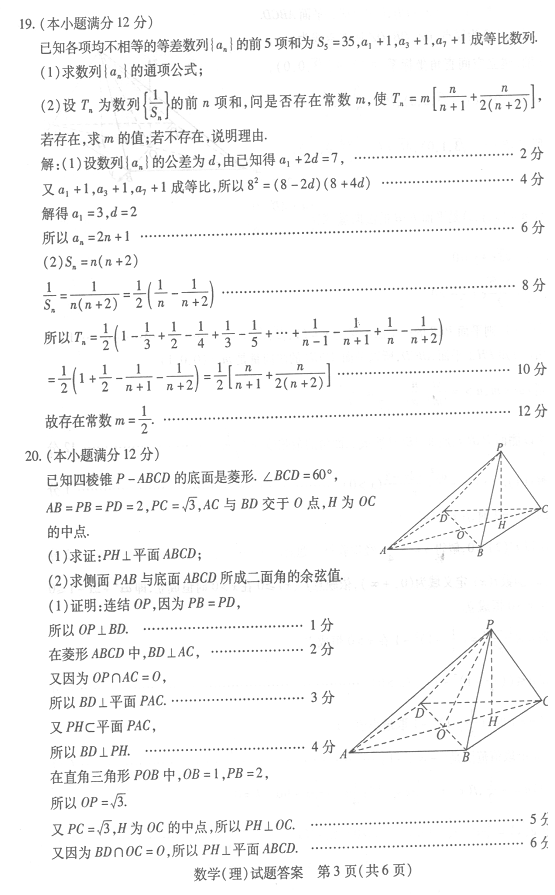 19.(本小题满分12分)
已知各项均不相等的等差数列{aₙ}的前5项和为S₅=35,a₁+1,a₃+1,a₇+1成等比数列.
(1)求数列{aₙ}的通项公式;
(2)设Tₙ为数列{1/Sₙ}的前n项和,问是否存在常数m,使Tₙ=m[n/(n+1)+n/(2(n+2))],
若存在,求m的值;若不存在,说明理由.
解:(1)设数列{aₙ}的公差为d,由已知得a₁+2d=7, ……………… 2分
又a₁+1,a₃+1,a₇+1成等比,所以8²=(8-2d)(8+4d) ……………… 4分
解得a₁=3,d=2
所以aₙ=2n+1 ……………… 6分
(2)Sₙ=n(n+2)
1/Sₙ=1/(n(n+2))=1/2(1/n-1/(n+2)) ……………… 8分
所以Tₙ=1/2(1-1/3+1/2-1/4+1/3-1/5+…+1/(n-1)-1/(n+1)+1/n-1/(n+2))
=1/2(1+1/2-1/(n+1)-1/(n+2))=1/2[n/(n+1)+n/(2(n+2))] ……………… 10分
故存在常数m=1/2. ……………… 12分
20.(本小题满分12分)
已知四棱锥P-ABCD的底面是菱形.∠BCD=60°,
AB=PB=PD=2,PC=√3,AC与BD交于O点,H为OC
的中点.
(1)求证:PH⊥平面ABCD;
(2)求侧面PAB与底面ABCD所成二面角的余弦值.
P
D
C
H
O
A
B
(1)证明:连结OP,因为PB=PD,
所以OP⊥BD. ……………… 1分
在菱形ABCD中,BD⊥AC, ……………… 2分
又因为OP∩AC=O,
所以BD⊥平面PAC. ……………… 3分
又PH⊂平面PAC,
所以BD⊥PH. ……………… 4分
在直角三角形POB中,OB=1,PB=2,
所以OP=√3.
P
D
C
H
O
A
B
又PC=√3,H为OC的中点,所以PH⊥OC. ……………… 5分
又因为BD∩OC=O,所以PH⊥平面ABCD. ……………… 6分
数学(理)试题答案 第3页(共6页)